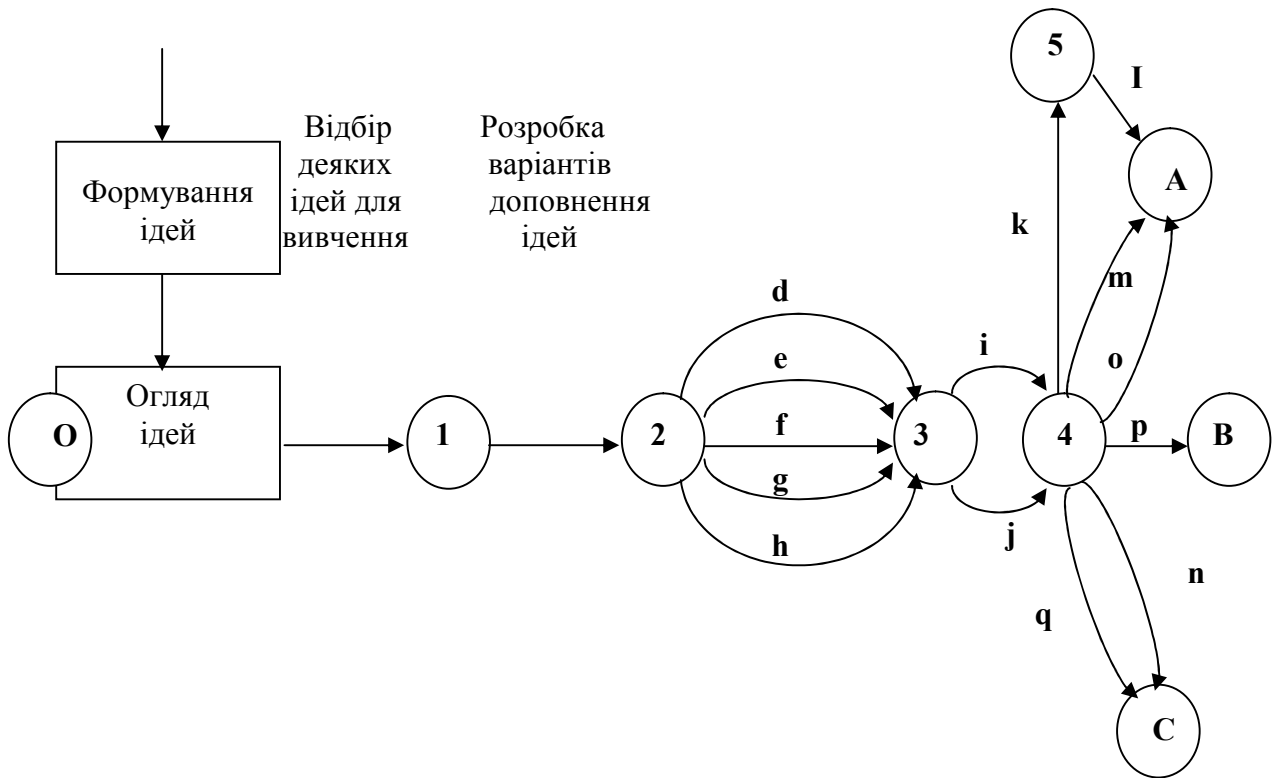 5
I
A
Відбір
деяких
ідей для
вивчення
Розробка
варіантів
доповнення
ідей
Формування
ідей
k
m
d
o
i
e
Огляд
ідей
О
1
2
f
3
4
p
B
g
j
h
n
q
C